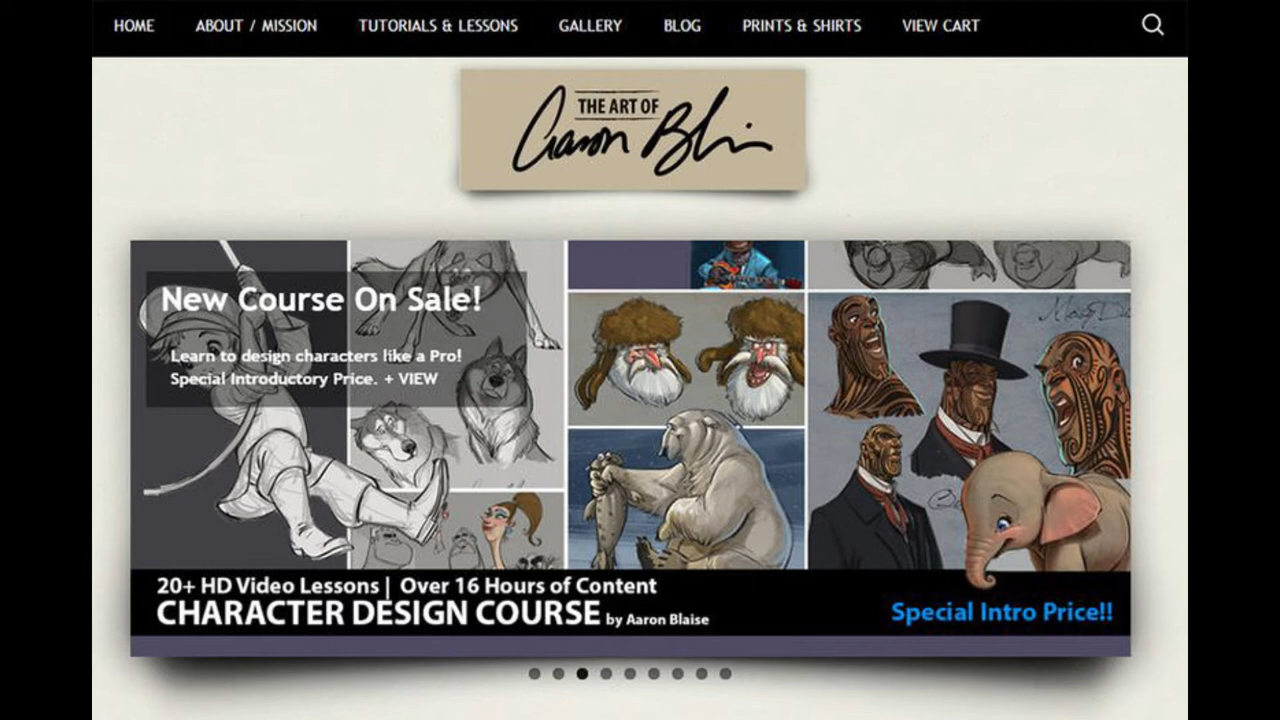 HOME ABOUT / MISSION TUTORIALS & LESSONS GALLERY BLOG PRINTS & SHIRTS VIEW CART
THE ART OF
Aaron Blaise
New Course On Sale!
Learn to design characters like a Pro!
Special Introductory Price. + VIEW
20+ HD Video Lessons | Over 16 Hours of Content
CHARACTER DESIGN COURSE by Aaron Blaise
Special Intro Price!!